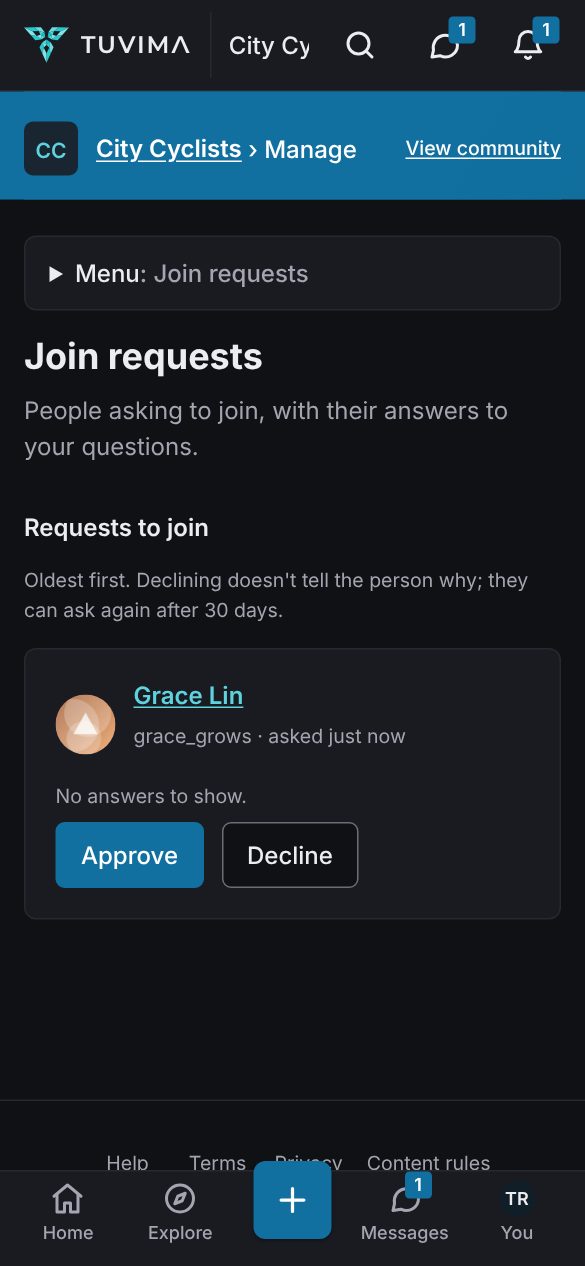 TUVIMA
City Cy
1
1
CC
City Cyclists › Manage
View community
Menu: Join requests
Join requests
People asking to join, with their answers to
your questions.
Requests to join
Oldest first. Declining doesn't tell the person why; they
can ask again after 30 days.
Grace Lin
grace_grows · asked just now
No answers to show.
Approve
Decline
Help
Terms
Privacy
Content rules
1
TR
Home
Explore
Messages
You